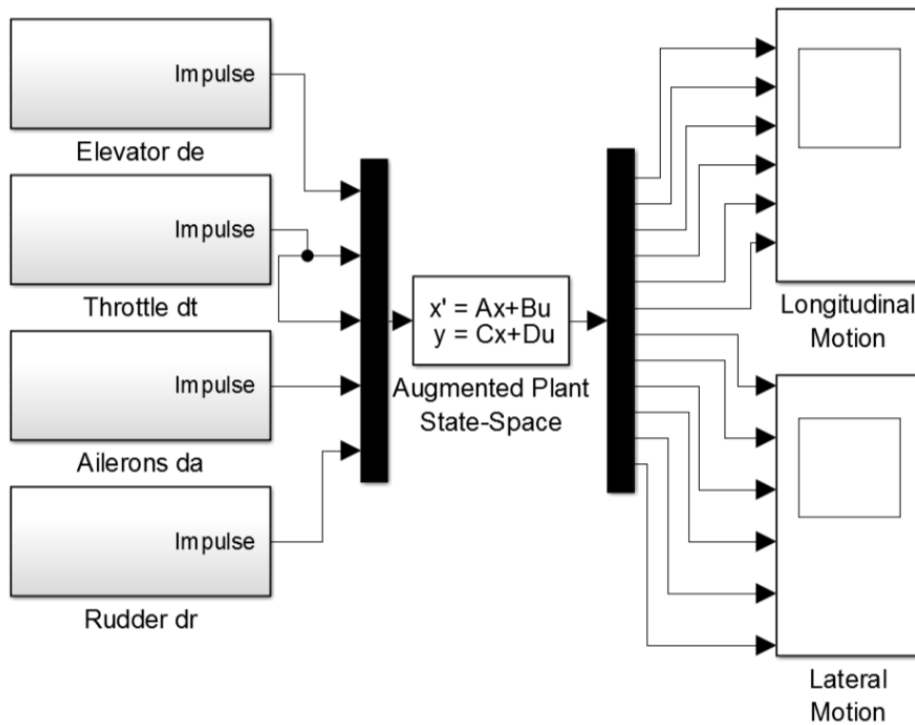 Impulse
Elevator de
Impulse
Throttle dt
Impulse
Ailerons da
Impulse
Rudder dr
x' = Ax+Bu
y = Cx+Du
Augmented Plant
State-Space
Longitudinal
Motion
Lateral
Motion